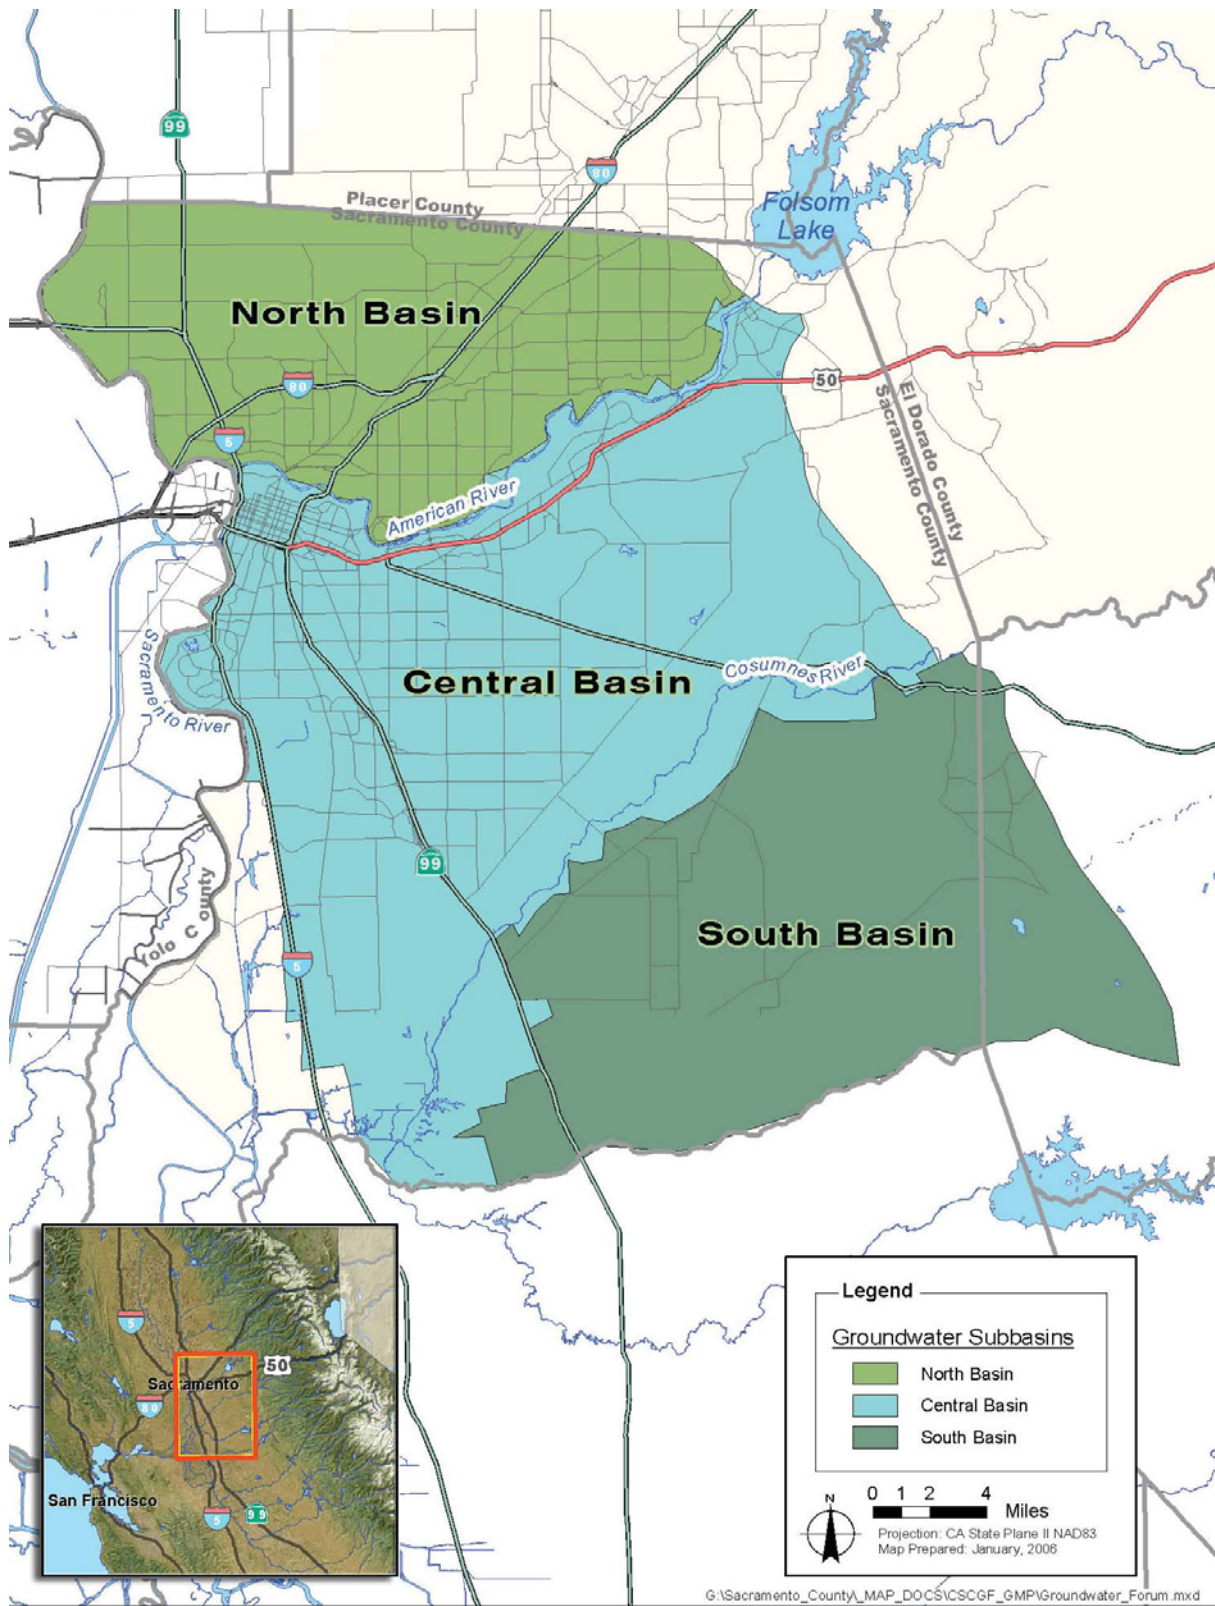 99
80
Placer County
Sacramento County
Folsom
Lake
North Basin
80
50
5
El Dorado County
Sacramento County
American River
Sacramento River
Central Basin
Cosumnes River
99
Yolo County
South Basin
5
5
50
Sacramento
80
San Francisco
5
99
Legend
Groundwater Subbasins
North Basin
Central Basin
South Basin
N
0 1 2 4
Miles
Projection: CA State Plane II NAD83
Map Prepared: January, 2006
G:\Sacramento_County\_MAP_DOCS\CSCGF_GMP\Groundwater_Forum.mxd